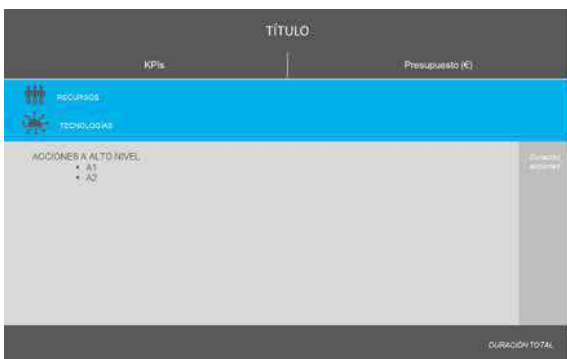 TÍTULO
KPIs
Presupuesto (€)
RECURSOS
TECNOLOGÍAS
ACCIONES A ALTO NIVEL
• A1
• A2
Duración
acciones
DURACIÓN TOTAL